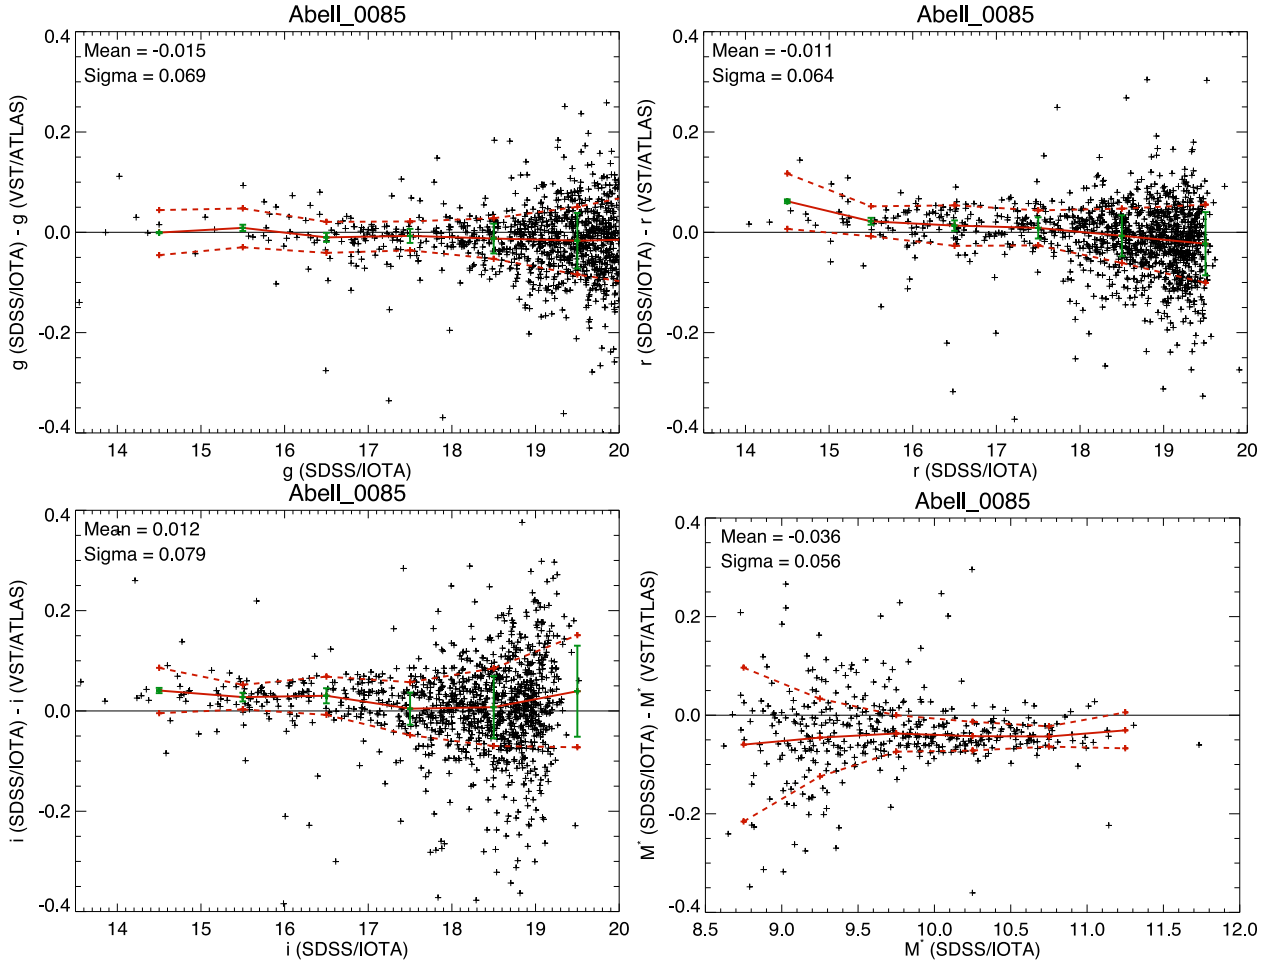 Abell_0085
Mean = -0.015
Sigma = 0.069
g (SDSS/IOTA) - g (VST/ATLAS)
0.4
0.2
0.0
-0.2
-0.4
14 15 16 17 18 19 20
g (SDSS/IOTA)
Abell_0085
Mean = -0.011
Sigma = 0.064
r (SDSS/IOTA) - r (VST/ATLAS)
0.4
0.2
0.0
-0.2
-0.4
14 15 16 17 18 19 20
r (SDSS/IOTA)
Abell_0085
Mean = 0.012
Sigma = 0.079
i (SDSS/IOTA) - i (VST/ATLAS)
0.4
0.2
0.0
-0.2
-0.4
14 15 16 17 18 19 20
i (SDSS/IOTA)
Abell_0085
Mean = -0.036
Sigma = 0.056
M* (SDSS/IOTA) - M* (VST/ATLAS)
0.4
0.2
0.0
-0.2
-0.4
8.5 9.0 9.5 10.0 10.5 11.0 11.5 12.0
M* (SDSS/IOTA)